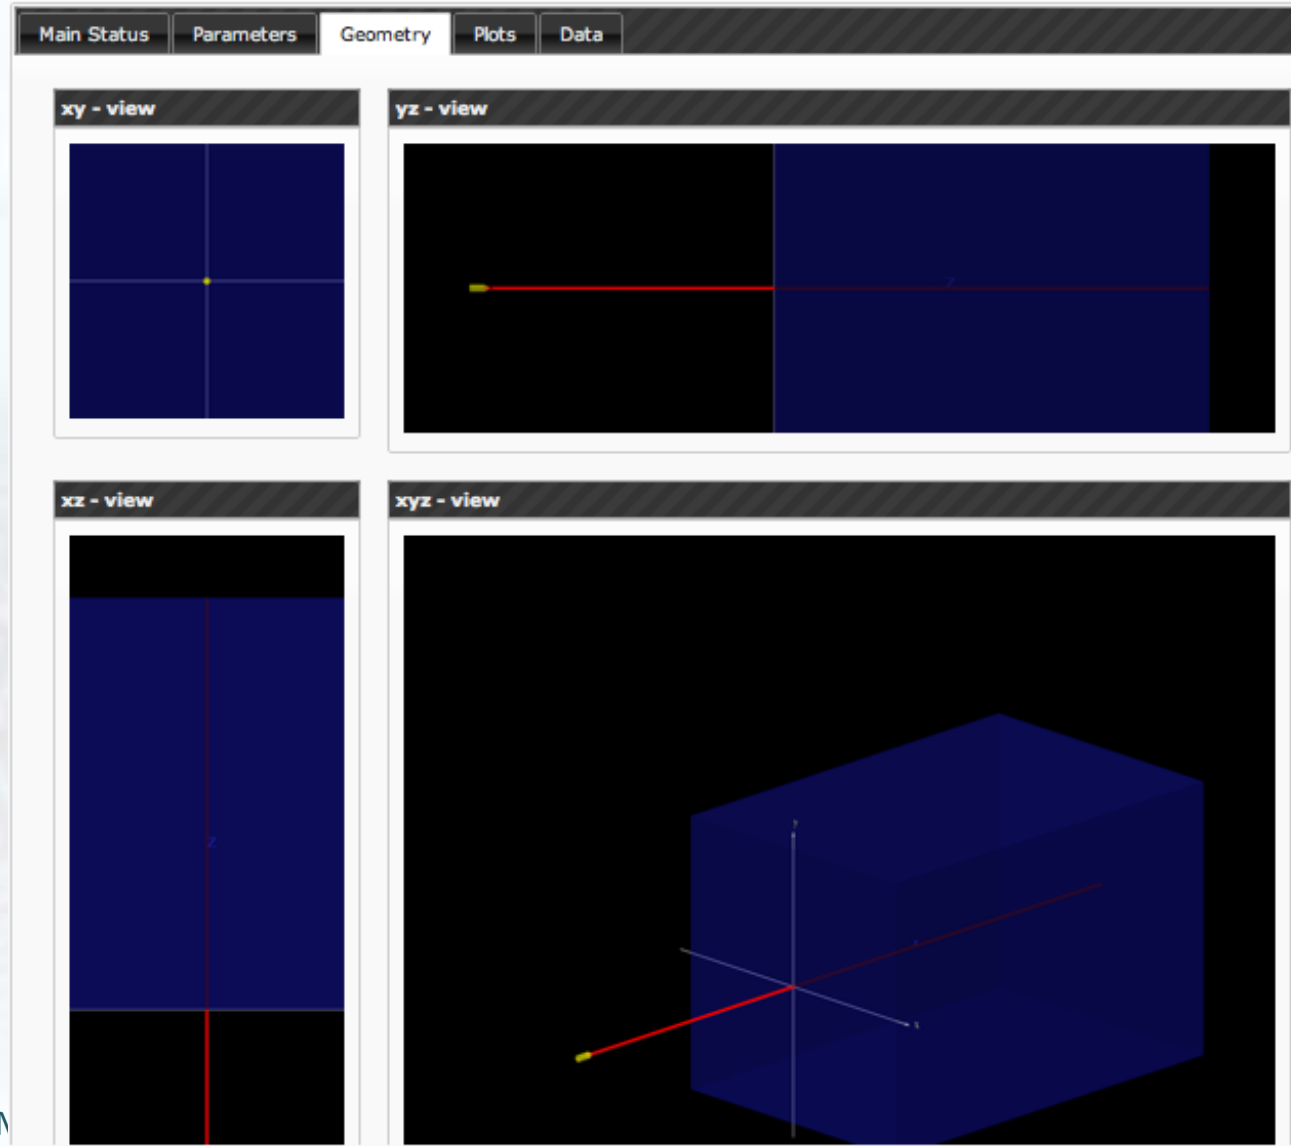 Main Status Parameters Geometry Plots Data
xy - view
yz - view
z
xz - view
xyz - view
z